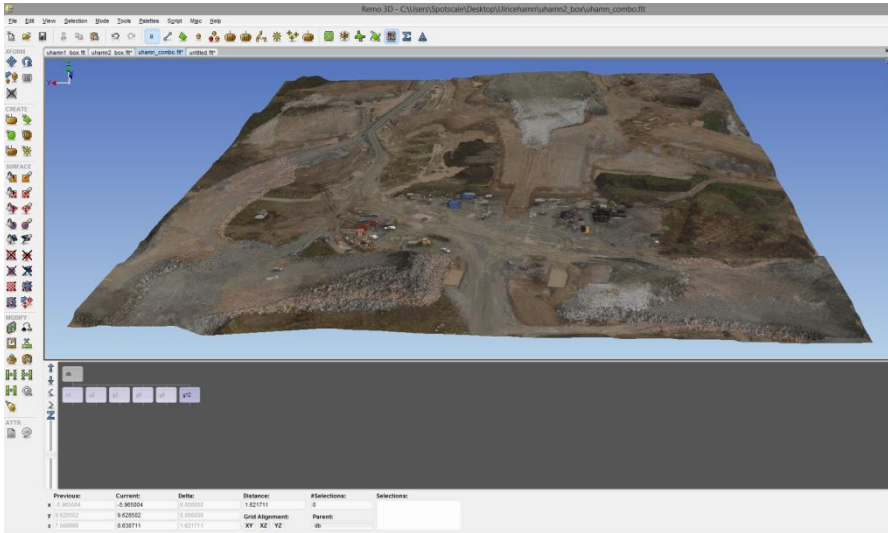 Remo 3D - C:\Users\Spotscale\Desktop\Ulricehamn\uhamn2_box\uhamn_combo.flt
File Edit View Selection Mode Tools Palettes Script Misc Help
uhamn1_box.flt uhamn2_box.flt* uhamn_combo.flt* untitled.flt*
XFORM
CREATE
SURFACE
MODIFY
ATTR
db
g12
Previous: Current: Delta: Distance: #Selections: Selections:
x -5.965004 -5.965004 0.000000 1.621711 0
y 9.628502 9.628502 0.000000 Grid Alignment: Parent:
z 8.630711 1.621711 XY XZ YZ db